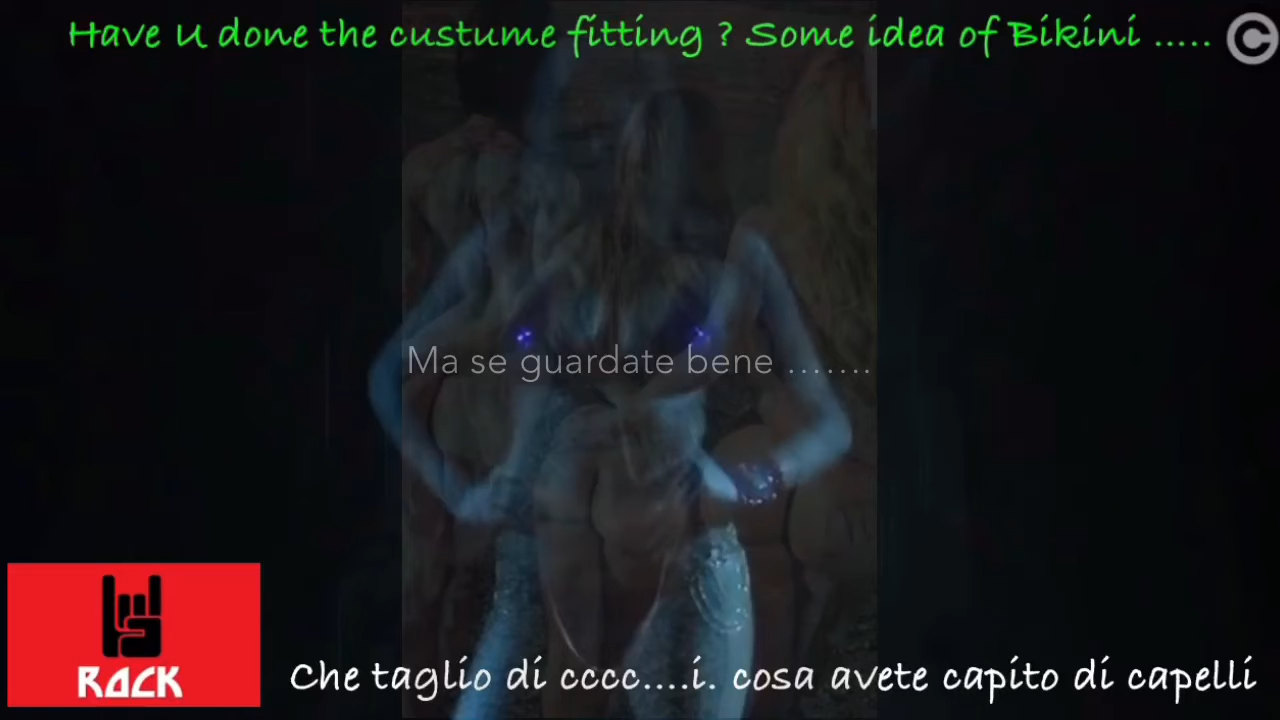 Have U done the custume fitting ? Some idea of Bikini .....
©
Ma se guardate bene .......
ROCK
Che taglio di cccc....i. cosa avete capito di capelli